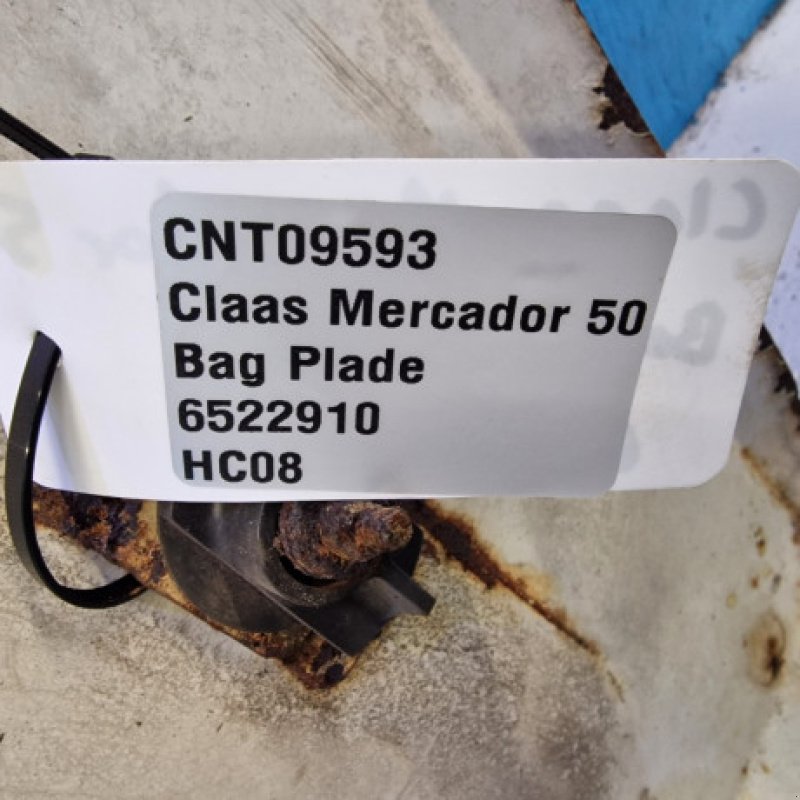 CNT09593
Claas Mercador 50
Bag Plade
6522910
HC08